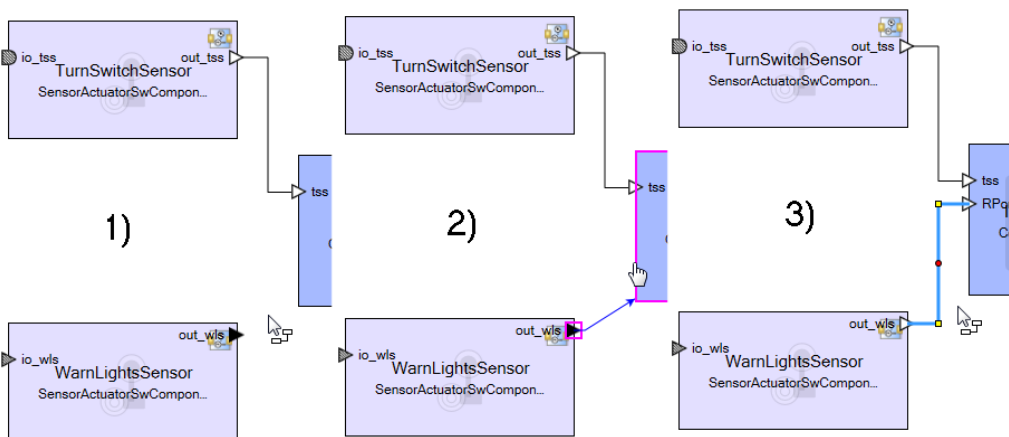 io_tss
out_tss
TurnSwitchSensor
SensorActuatorSwCompon...
tss
1)
out_wls
io_wls
WarnLightsSensor
SensorActuatorSwCompon...
io_tss
out_tss
TurnSwitchSensor
SensorActuatorSwCompon...
tss
2)
out_wls
io_wls
WarnLightsSensor
SensorActuatorSwCompon...
io_tss
out_tss
TurnSwitchSensor
SensorActuatorSwCompon...
tss
3)
out_wls
io_wls
WarnLightsSensor
SensorActuatorSwCompon...